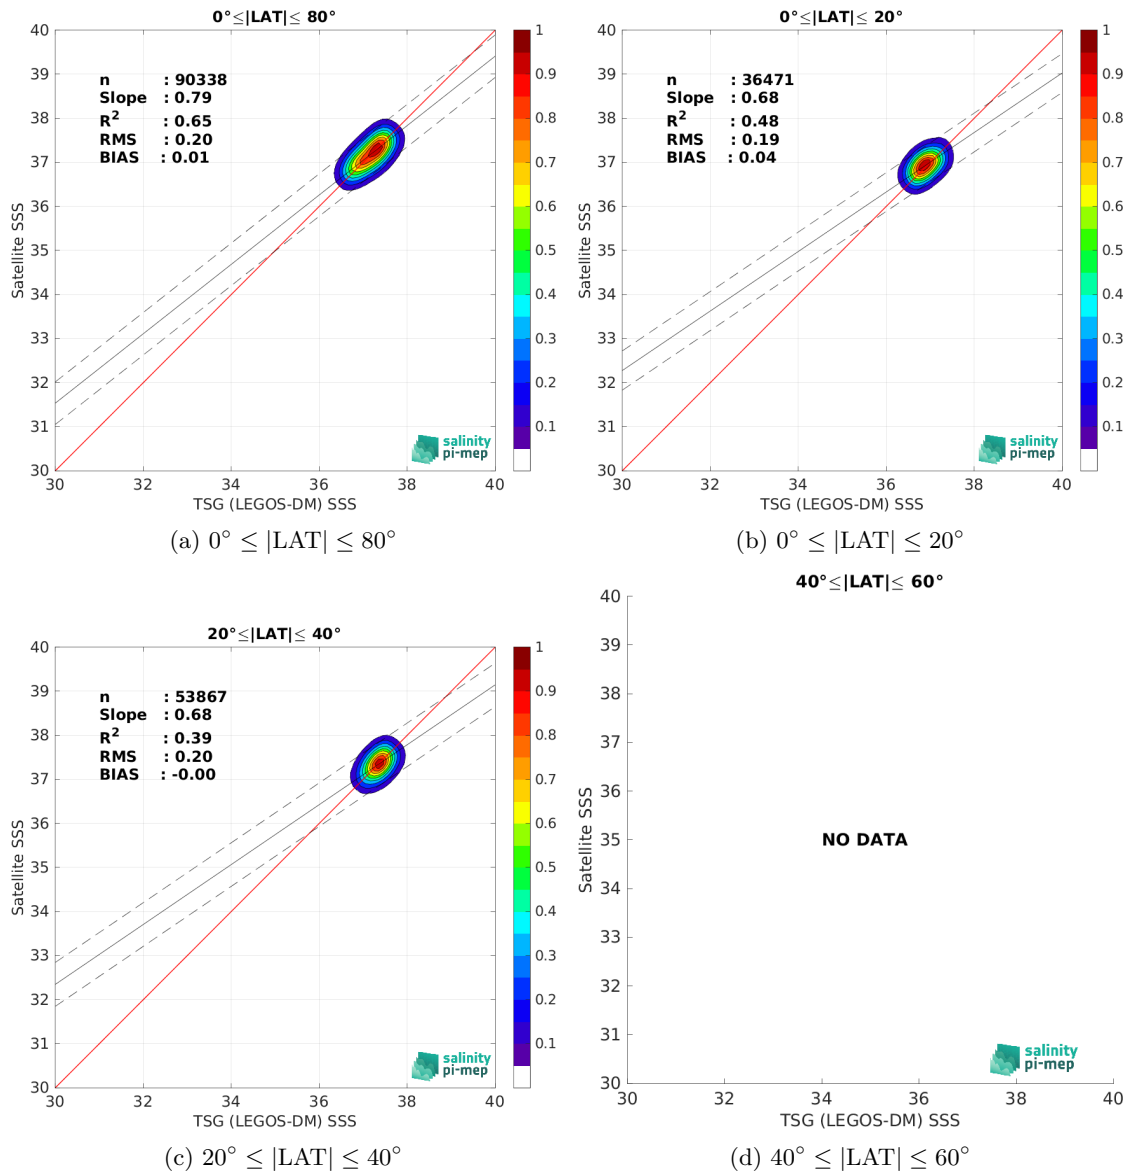 0°≤|LAT|≤ 80°
40
39
38
37
36
35
34
33
32
31
30
30 32 34 36 38 40
Satellite SSS
TSG (LEGOS-DM) SSS
n : 90338
Slope : 0.79
R2 : 0.65
RMS : 0.20
BIAS : 0.01
1
0.9
0.8
0.7
0.6
0.5
0.4
0.3
0.2
0.1
salinity
pi-mep
(a) 0° ≤ |LAT| ≤ 80°
0°≤|LAT|≤ 20°
40
39
38
37
36
35
34
33
32
31
30
30 32 34 36 38 40
Satellite SSS
TSG (LEGOS-DM) SSS
n : 36471
Slope : 0.68
R2 : 0.48
RMS : 0.19
BIAS : 0.04
1
0.9
0.8
0.7
0.6
0.5
0.4
0.3
0.2
0.1
salinity
pi-mep
(b) 0° ≤ |LAT| ≤ 20°
20°≤|LAT|≤ 40°
40
39
38
37
36
35
34
33
32
31
30
30 32 34 36 38 40
Satellite SSS
TSG (LEGOS-DM) SSS
n : 53867
Slope : 0.68
R2 : 0.39
RMS : 0.20
BIAS : -0.00
1
0.9
0.8
0.7
0.6
0.5
0.4
0.3
0.2
0.1
salinity
pi-mep
(c) 20° ≤ |LAT| ≤ 40°
40°≤|LAT|≤ 60°
40
39
38
37
36
35
34
33
32
31
30
30 32 34 36 38 40
Satellite SSS
TSG (LEGOS-DM) SSS
NO DATA
salinity
pi-mep
(d) 40° ≤ |LAT| ≤ 60°